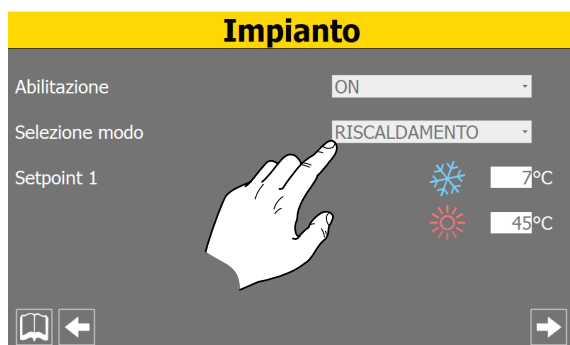 Impianto
Abilitazione ON
Selezione modo RISCALDAMENTO
Setpoint 1 7°C
45°C